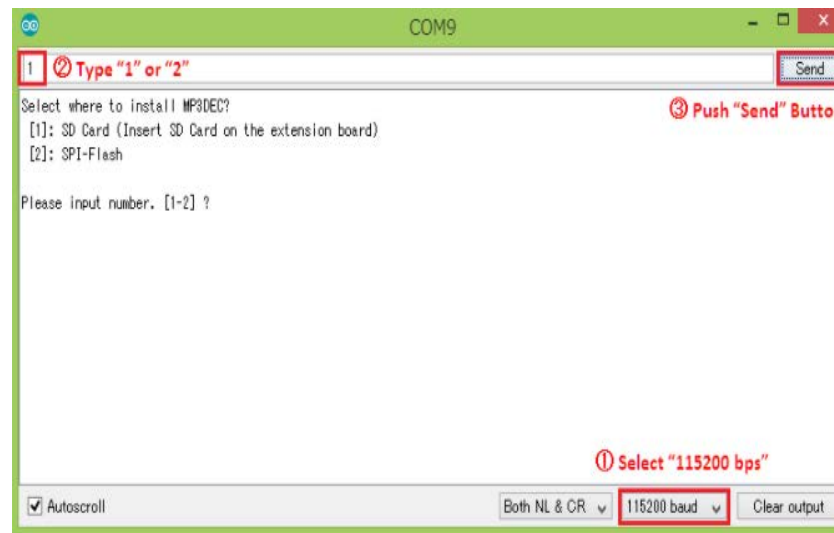 COM9
1 ② Type “1” or “2”
Send
Select where to install MP3DEC?
[1]: SD Card (Insert SD Card on the extension board)
[2]: SPI-Flash
③ Push “Send” Butto
Please input number. [1-2] ?
① Select “115200 bps”
Autoscroll
Both NL & CR
115200 baud
Clear output